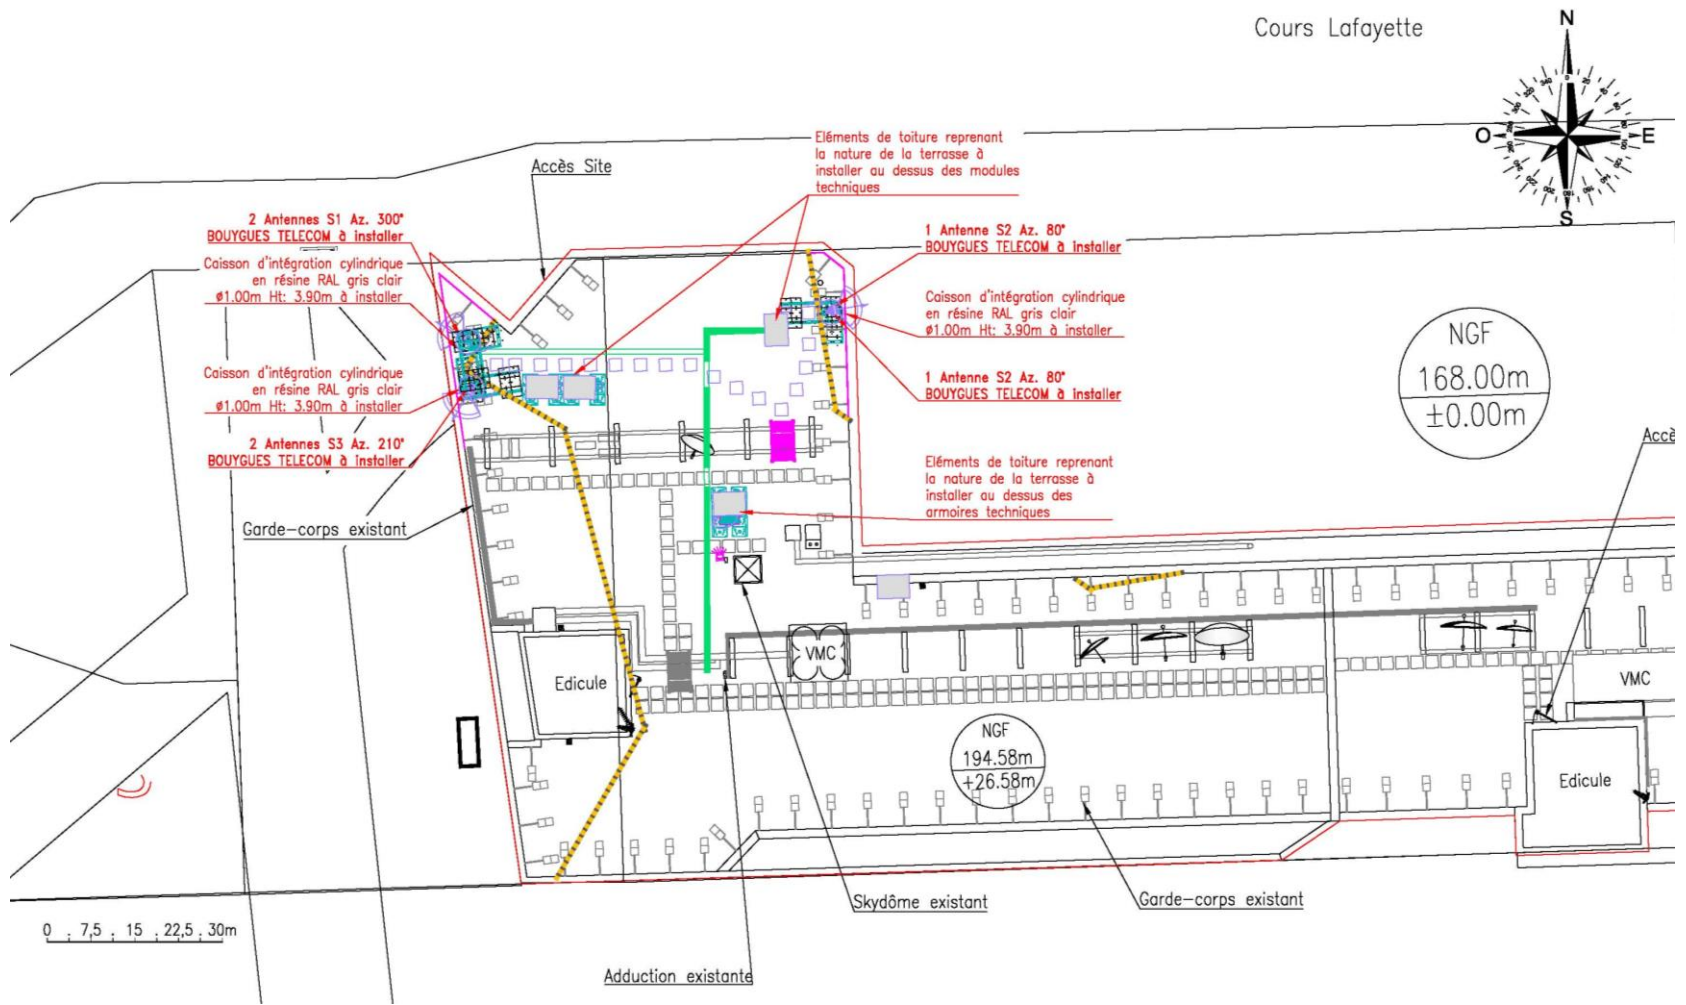 Cours Lafayette
N
O
E
S
Eléments de toiture reprenant
la nature de la terrasse à
installer au dessus des modules
techniques
Accès Site
2 Antennes S1 Az. 300°
BOUYGUES TELECOM à installer
Caisson d'intégration cylindrique
en résine RAL gris clair
ø1.00m Ht: 3.90m à installer
Caisson d'intégration cylindrique
en résine RAL gris clair
ø1.00m Ht: 3.90m à installer
2 Antennes S3 Az. 210°
BOUYGUES TELECOM à installer
1 Antenne S2 Az. 80°
BOUYGUES TELECOM à installer
Caisson d'intégration cylindrique
en résine RAL gris clair
ø1.00m Ht: 3.90m à installer
1 Antenne S2 Az. 80°
BOUYGUES TELECOM à installer
NGF
168.00m
±0.00m
Accè
Eléments de toiture reprenant
la nature de la terrasse à
installer au dessus des
armoires techniques
Garde-corps existant
VMC
Edicule
VMC
NGF
194.58m
+26.58m
Edicule
Skydôme existant
Garde-corps existant
0 7,5 15 22,5 30m
Adduction existante